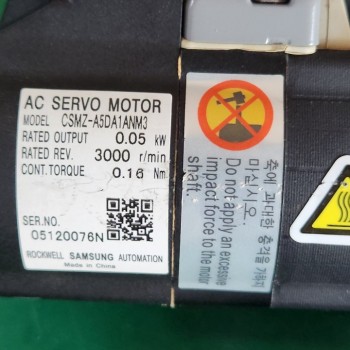 AC SERVO MOTOR
MODEL CSMZ-A5DA1ANM3
RATED OUTPUT 0.05 kW
RATED REV. 3000 r/min
CONT.TORQUE 0.16 Nm
SER.NO.
05120076N
ROCKWELL SAMSUNG AUTOMATION
Made in China
축에 과대한 충격을 가하지
마십시오.
Do not apply an excessive
impact force to the motor
shaft.